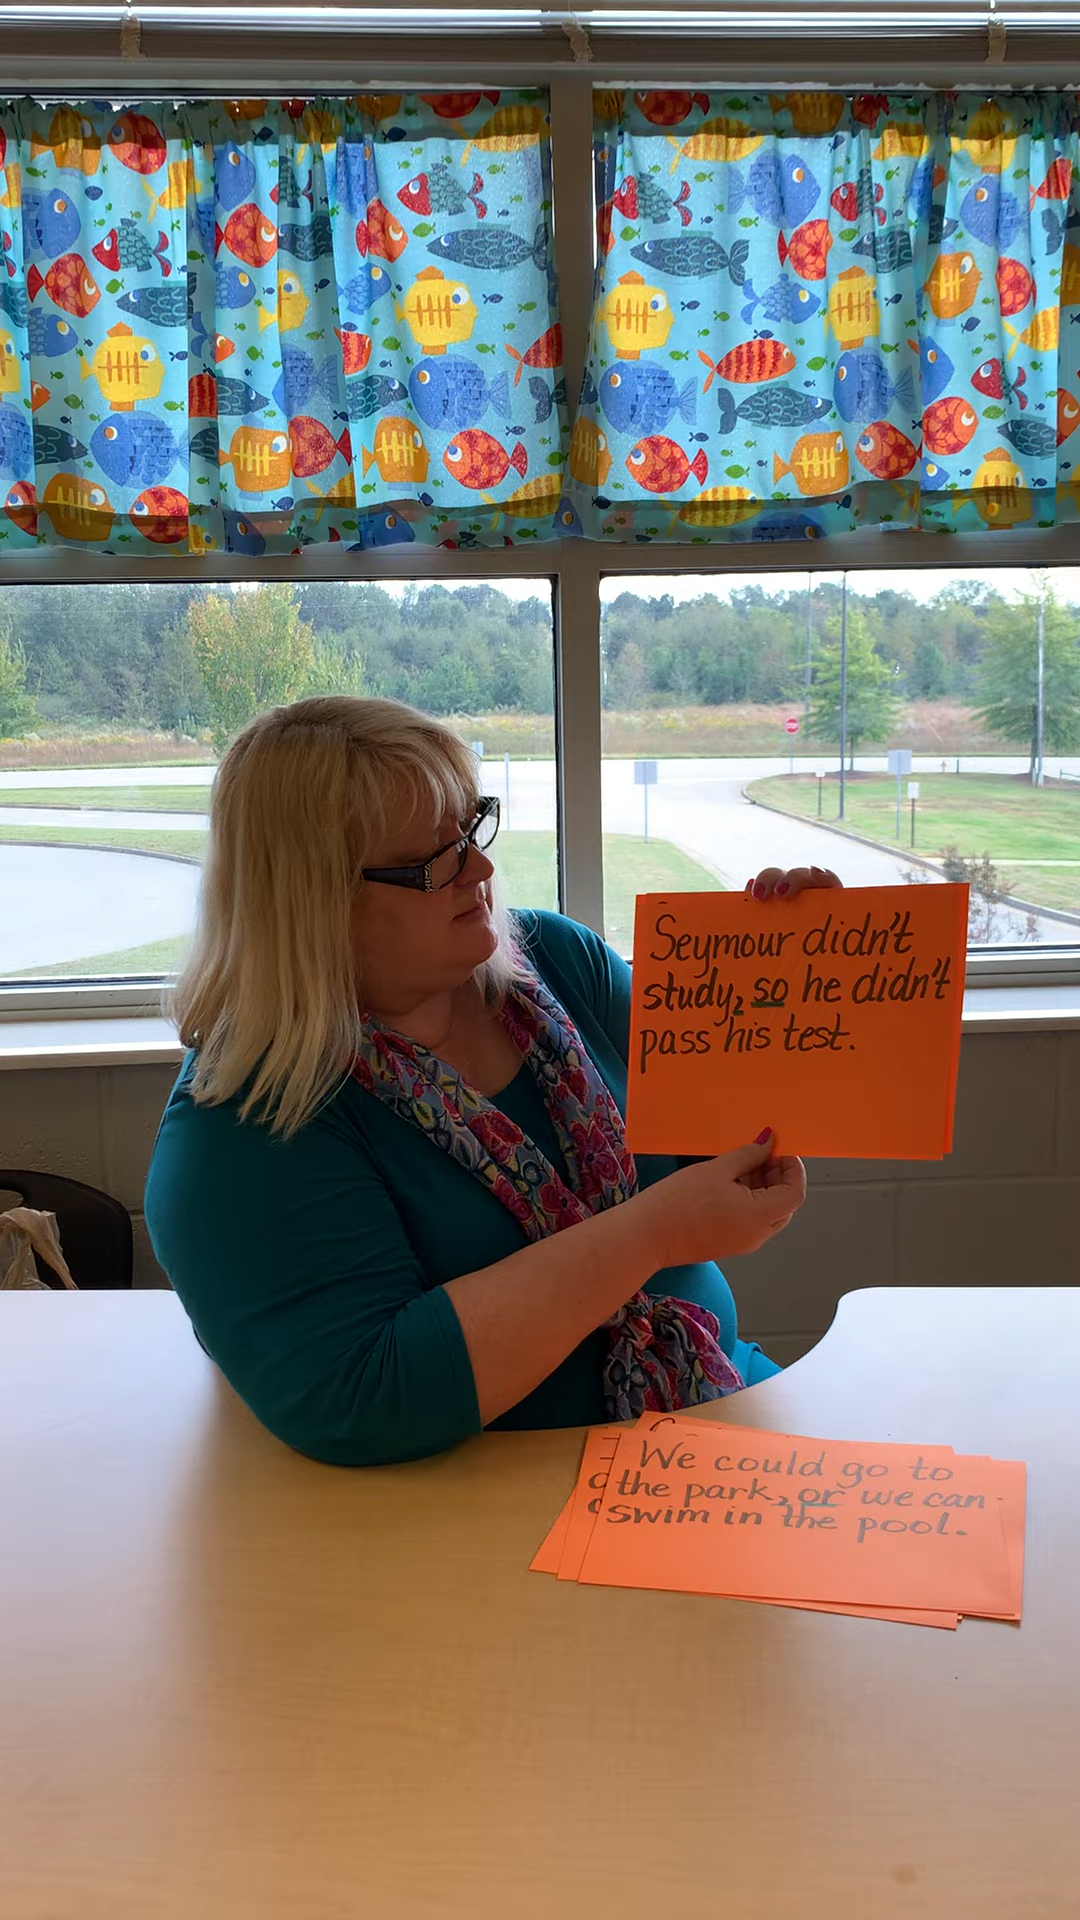 Seymour didn't
study, so he didn't
pass his test.
We could go to
the park, or we can
swim in the pool.